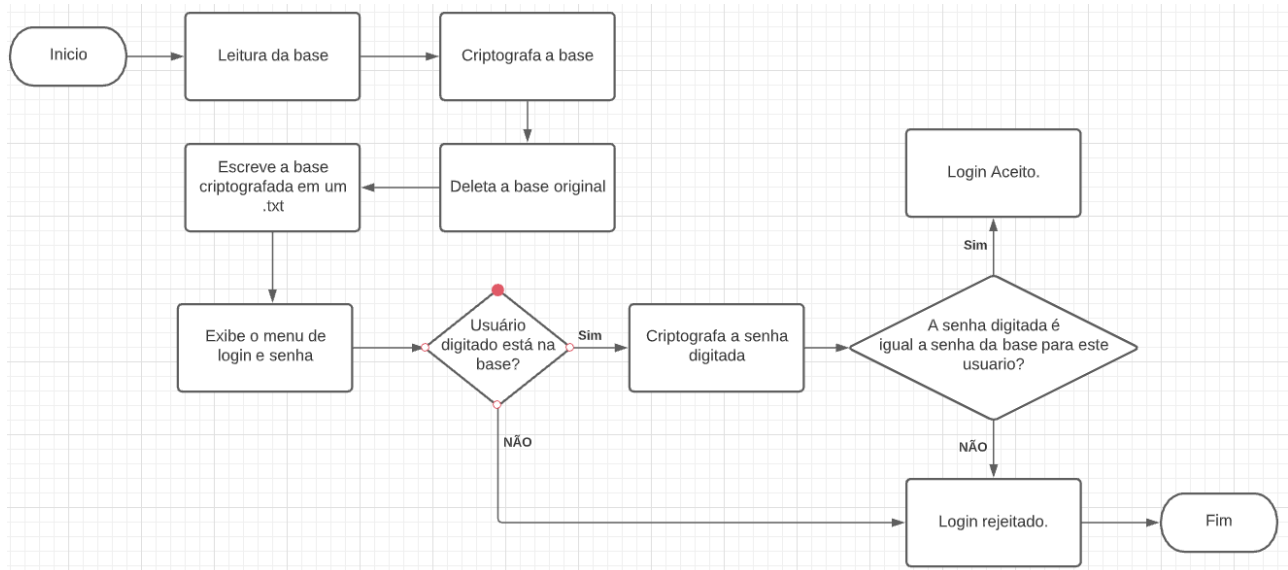 Inicio
Leitura da base
Criptografa a base
Escreve a base
criptografada em um
.txt
Deleta a base original
Login Aceito.
Sim
Exibe o menu de
login e senha
Usuário
digitado está na
base?
Sim
Criptografa a senha
digitada
A senha digitada é
igual a senha da base para este
usuario?
NÃO
NÃO
Login rejeitado.
Fim